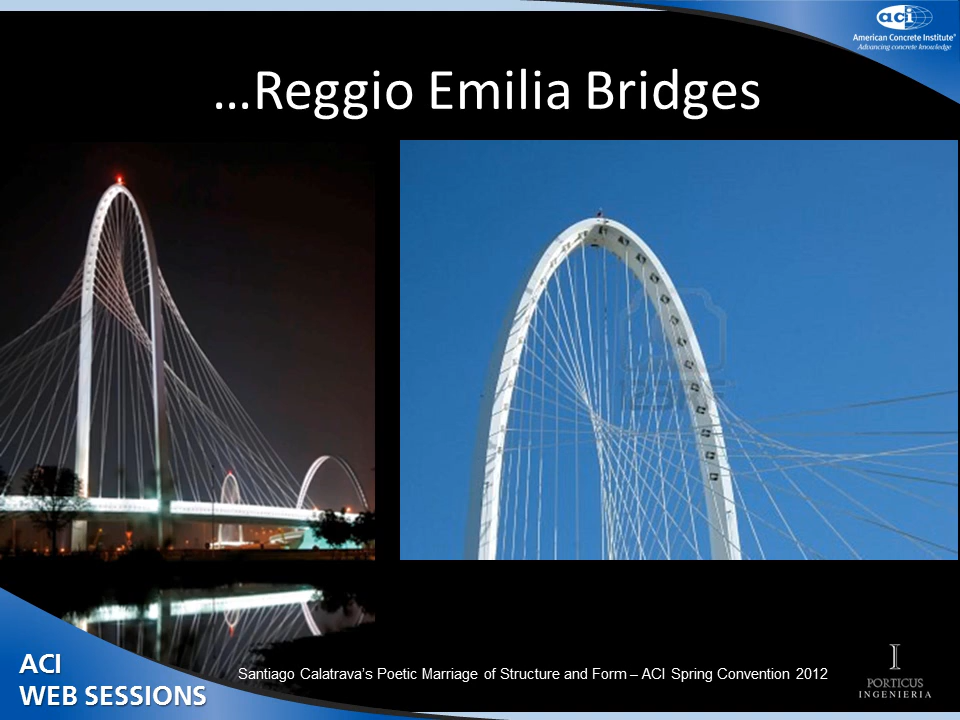 aci
American Concrete Institute®
Advancing concrete knowledge
...Reggio Emilia Bridges
ACI
WEB SESSIONS
Santiago Calatrava's Poetic Marriage of Structure and Form – ACI Spring Convention 2012
PORTICUS
INGENIERIA